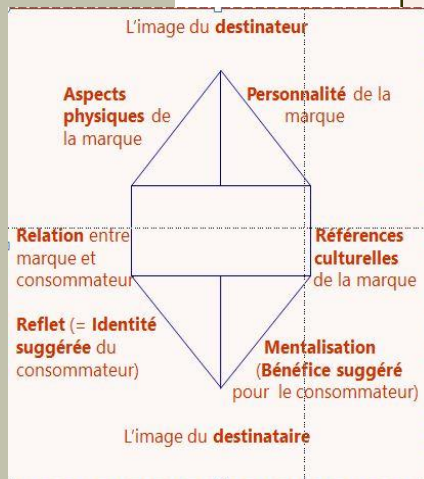 L'image du destinateur
Aspects
physiques de
la marque
Personnalité de la
marque
Relation entre
marque et
consommateur
Références
culturelles
de la marque
Reflet (= Identité
suggérée du
consommateur)
Mentalisation
(Bénéfice suggéré
pour le consommateur)
L'image du destinataire